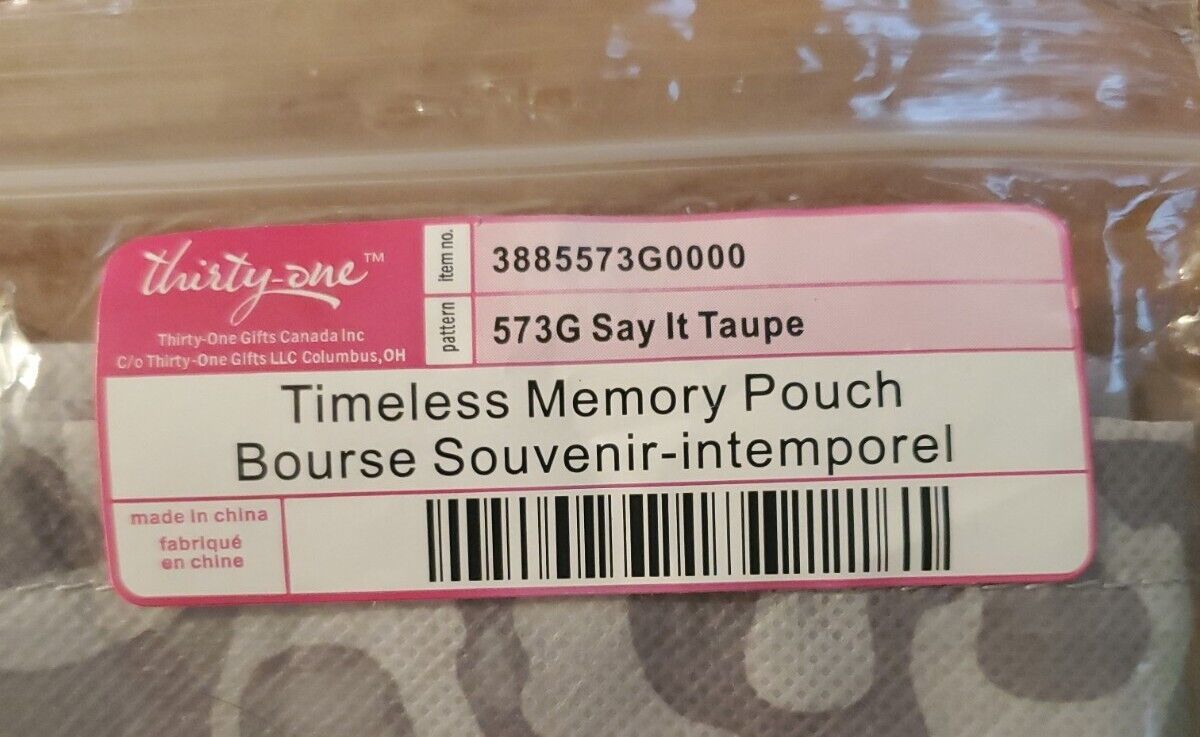 thirty-one™
Thirty-One Gifts Canada Inc
C/o Thirty-One Gifts LLC Columbus,OH
item no.
3885573G0000
pattern
573G Say It Taupe
Timeless Memory Pouch
Bourse Souvenir-intemporel
made in china
fabriqué
en chine